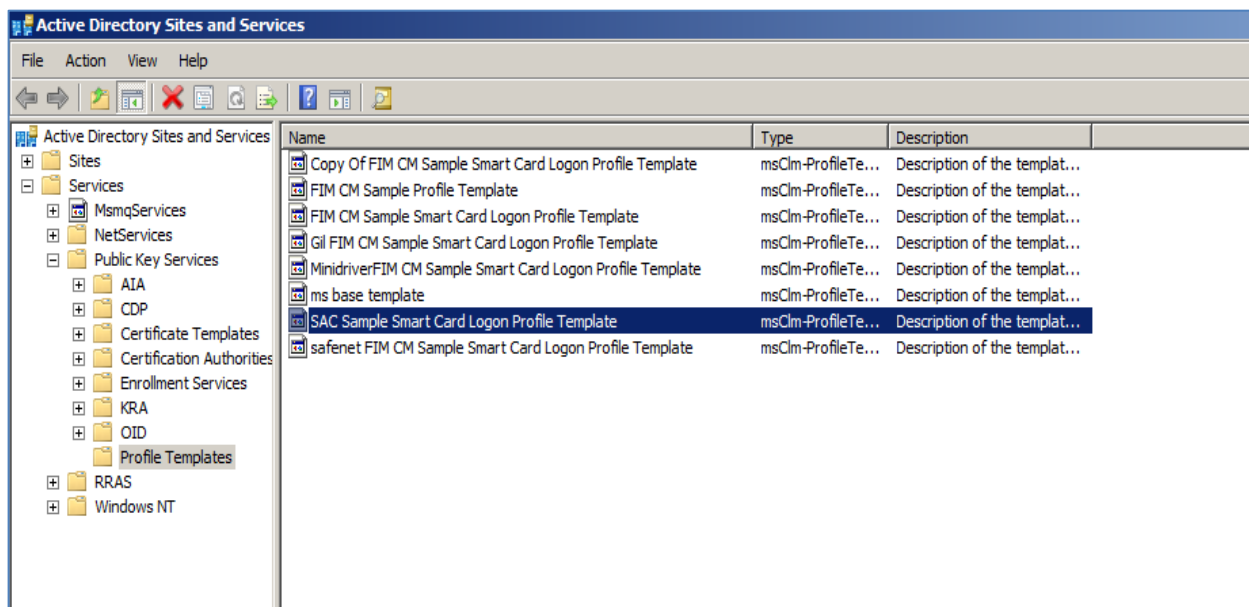 Active Directory Sites and Services
File Action View Help
Active Directory Sites and Services
Sites
Services
MsmqServices
NetServices
Public Key Services
AIA
CDP
Certificate Templates
Certification Authorities
Enrollment Services
KRA
OID
Profile Templates
RRAS
Windows NT
Name Type Description
Copy Of FIM CM Sample Smart Card Logon Profile Template msClm-ProfileTe... Description of the templat...
FIM CM Sample Profile Template msClm-ProfileTe... Description of the templat...
FIM CM Sample Smart Card Logon Profile Template msClm-ProfileTe... Description of the templat...
Gil FIM CM Sample Smart Card Logon Profile Template msClm-ProfileTe... Description of the templat...
MinidriverFIM CM Sample Smart Card Logon Profile Template msClm-ProfileTe... Description of the templat...
ms base template msClm-ProfileTe... Description of the templat...
SAC Sample Smart Card Logon Profile Template msClm-ProfileTe... Description of the templat...
safenet FIM CM Sample Smart Card Logon Profile Template msClm-ProfileTe... Description of the templat...